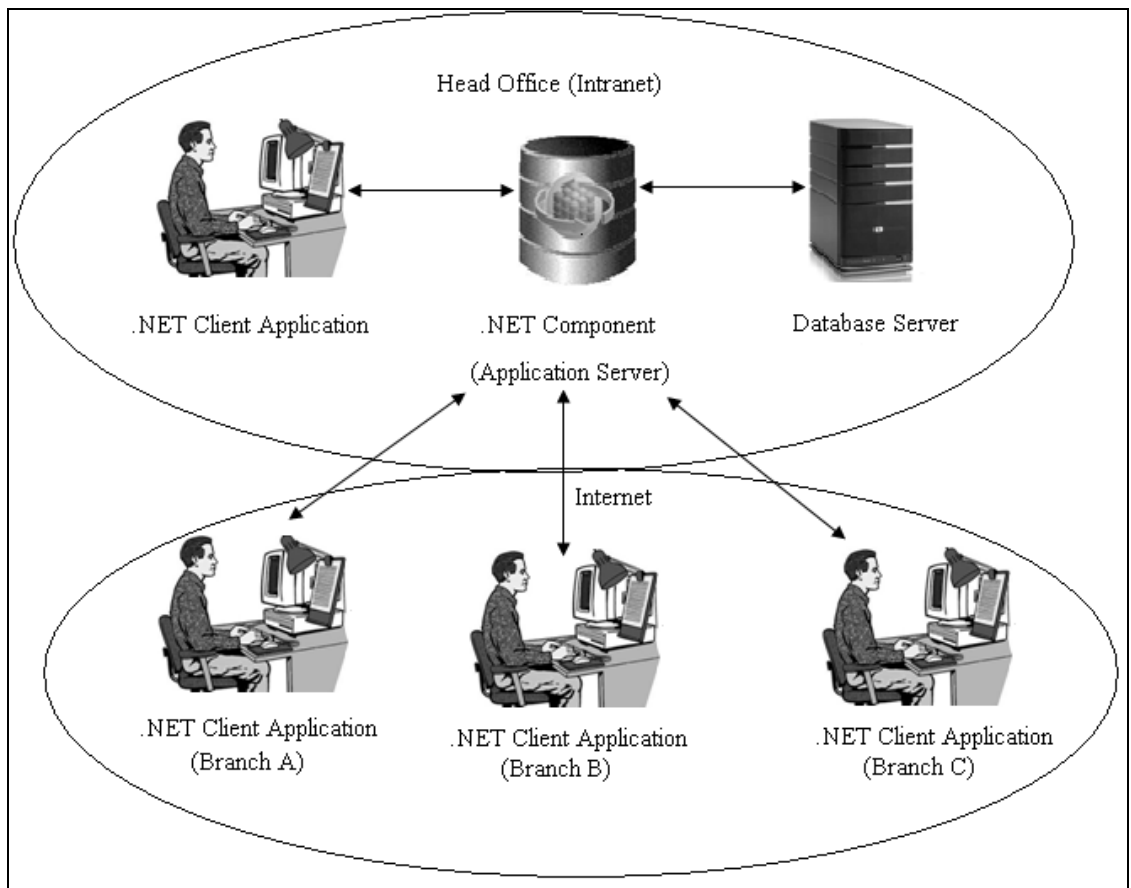 Head Office (Intranet)
.NET Client Application
.NET Component
(Application Server)
Database Server
Internet
.NET Client Application
(Branch A)
.NET Client Application
(Branch B)
.NET Client Application
(Branch C)